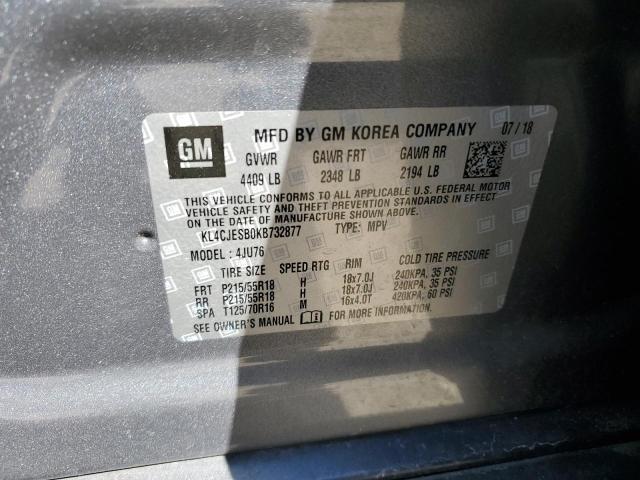 GM
MFD BY GM KOREA COMPANY 07/18
GVWR GAWR FRT GAWR RR
4409 LB 2348 LB 2194 LB
THIS VEHICLE CONFORMS TO ALL APPLICABLE U.S. FEDERAL MOTOR
VEHICLE SAFETY, BUMPER, AND THEFT PREVENTION STANDARDS
IN EFFECT ON THE DATE OF MANUFACTURE SHOWN ABOVE.
KL4CJESB0KB732877 TYPE: MPV
MODEL: 4JU76
TIRE SIZE SPEED RTG RIM COLD TIRE PRESSURE
FRT P215/55R18 H 18x7.0J 240KPA, 35 PSI
RR P215/55R18 H 18x7.0J 240KPA, 35 PSI
SPA T125/70R16 M 16x4.0T 420KPA, 60 PSI
SEE OWNER'S MANUAL FOR MORE INFORMATION.